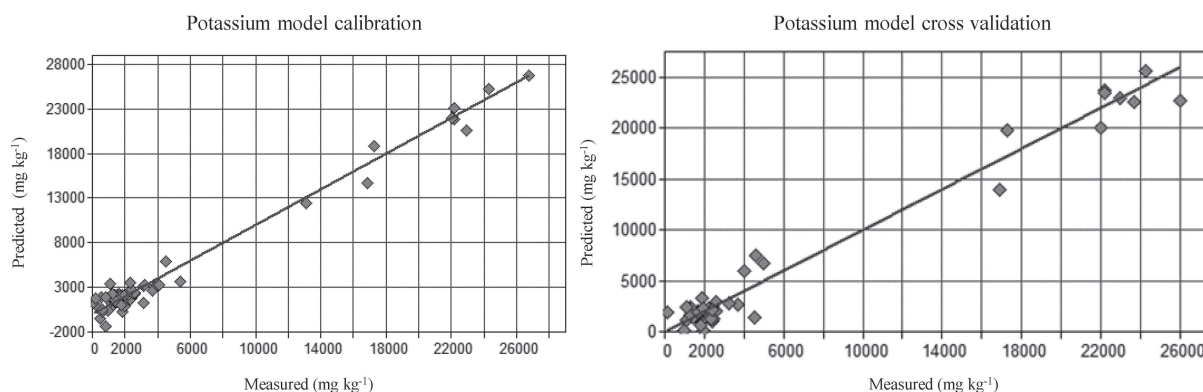 Potassium model calibration
28000
23000
18000
13000
8000
3000
-2000
0 2000 6000 10000 14000 18000 22000 26000
Predicted (mg kg⁻¹)
Measured (mg kg⁻¹)
Potassium model cross validation
25000
20000
15000
10000
5000
0
0 2000 6000 10000 14000 18000 22000 26000
Predicted (mg kg⁻¹)
Measured (mg kg⁻¹)